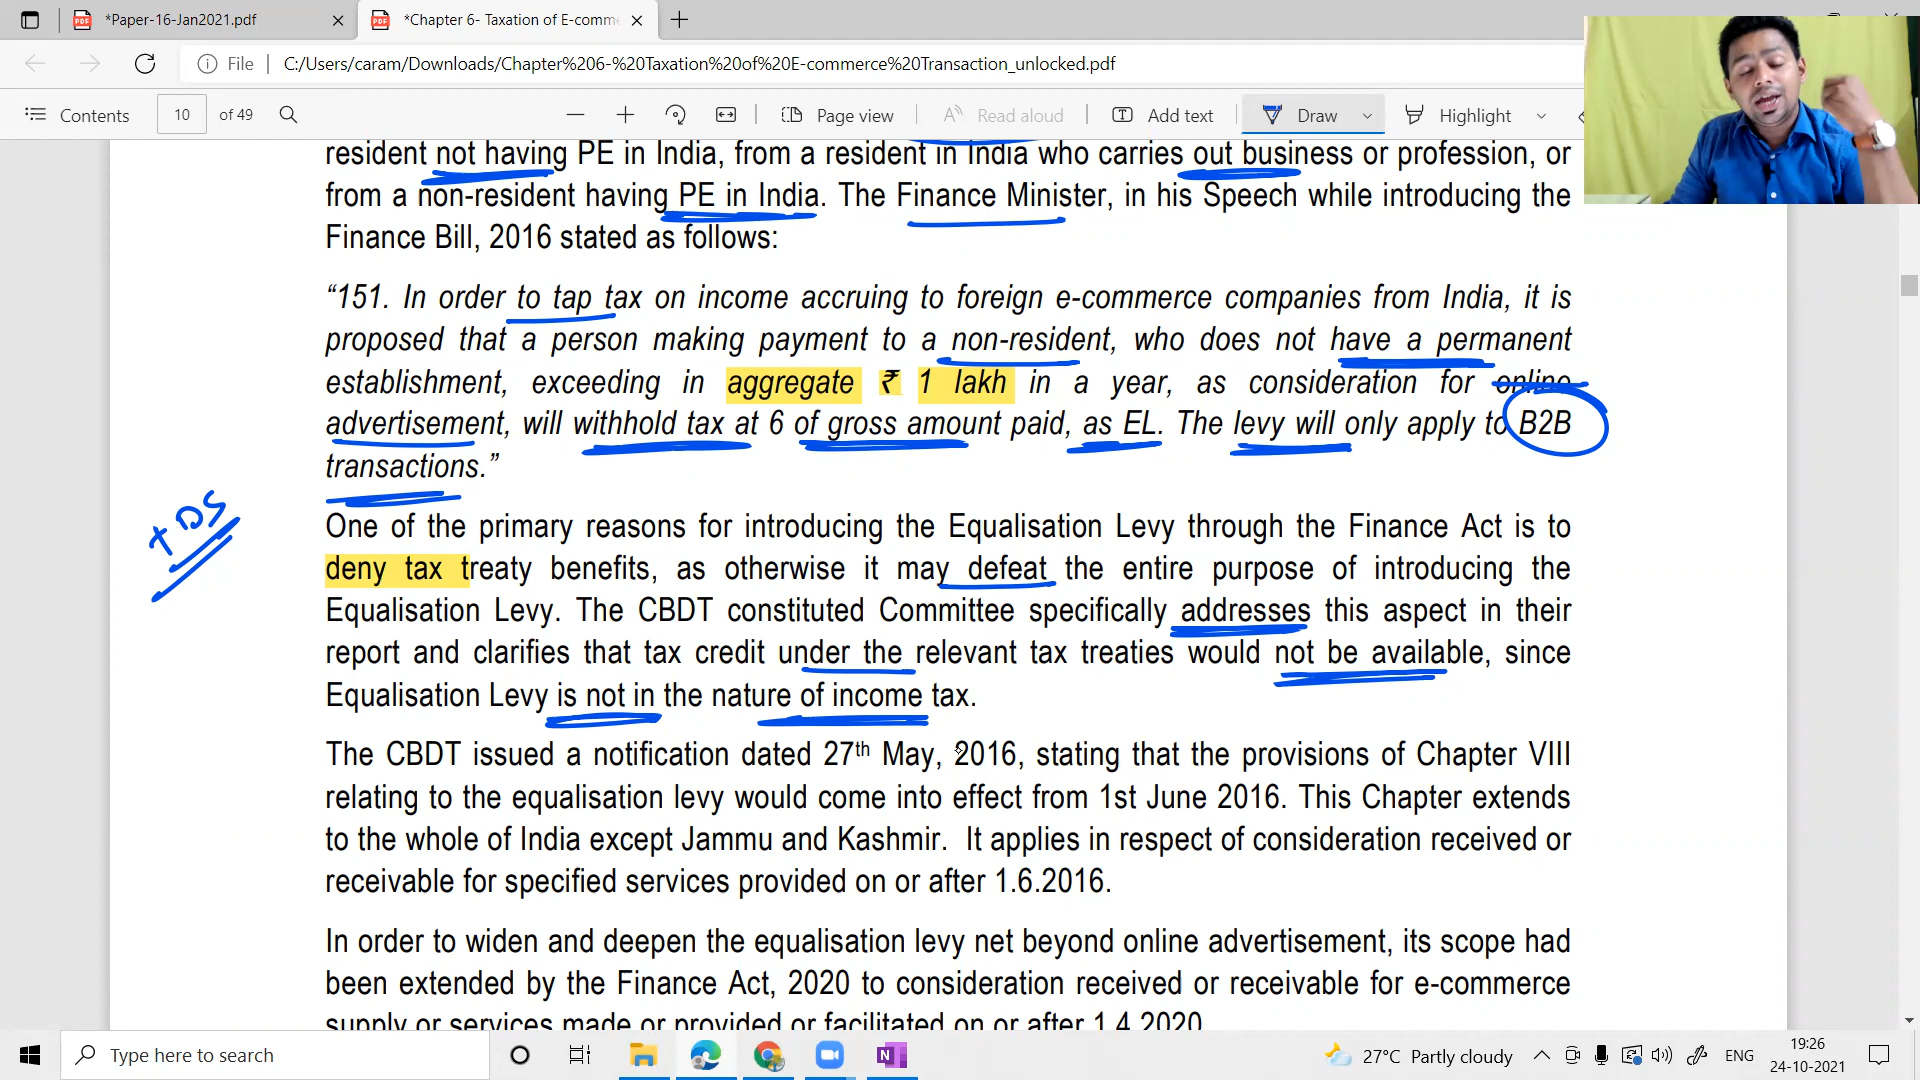 *Paper-16-Jan2021.pdf
*Chapter 6- Taxation of E-comme
File
C:/Users/caram/Downloads/Chapter%206-%20Taxation%20of%20E-commerce%20Transaction_unlocked.pdf
Contents
10
of 49
Page view
Read aloud
Add text
Draw
Highlight
resident not having PE in India, from a resident in India who carries out business or profession, or
from a non-resident having PE in India. The Finance Minister, in his Speech while introducing the
Finance Bill, 2016 stated as follows:
“151. In order to tap tax on income accruing to foreign e-commerce companies from India, it is
proposed that a person making payment to a non-resident, who does not have a permanent
establishment, exceeding in aggregate ₹ 1 lakh in a year, as consideration for online
advertisement, will withhold tax at 6 of gross amount paid, as EL. The levy will only apply to B2B
transactions.”
TDS
One of the primary reasons for introducing the Equalisation Levy through the Finance Act is to
deny tax treaty benefits, as otherwise it may defeat the entire purpose of introducing the
Equalisation Levy. The CBDT constituted Committee specifically addresses this aspect in their
report and clarifies that tax credit under the relevant tax treaties would not be available, since
Equalisation Levy is not in the nature of income tax.
The CBDT issued a notification dated 27th May, 2016, stating that the provisions of Chapter VIII
relating to the equalisation levy would come into effect from 1st June 2016. This Chapter extends
to the whole of India except Jammu and Kashmir. It applies in respect of consideration received or
receivable for specified services provided on or after 1.6.2016.
In order to widen and deepen the equalisation levy net beyond online advertisement, its scope had
been extended by the Finance Act, 2020 to consideration received or receivable for e-commerce
supply or services made or provided or facilitated on or after 1.4.2020.
Type here to search
27°C Partly cloudy
ENG
19:26
24-10-2021